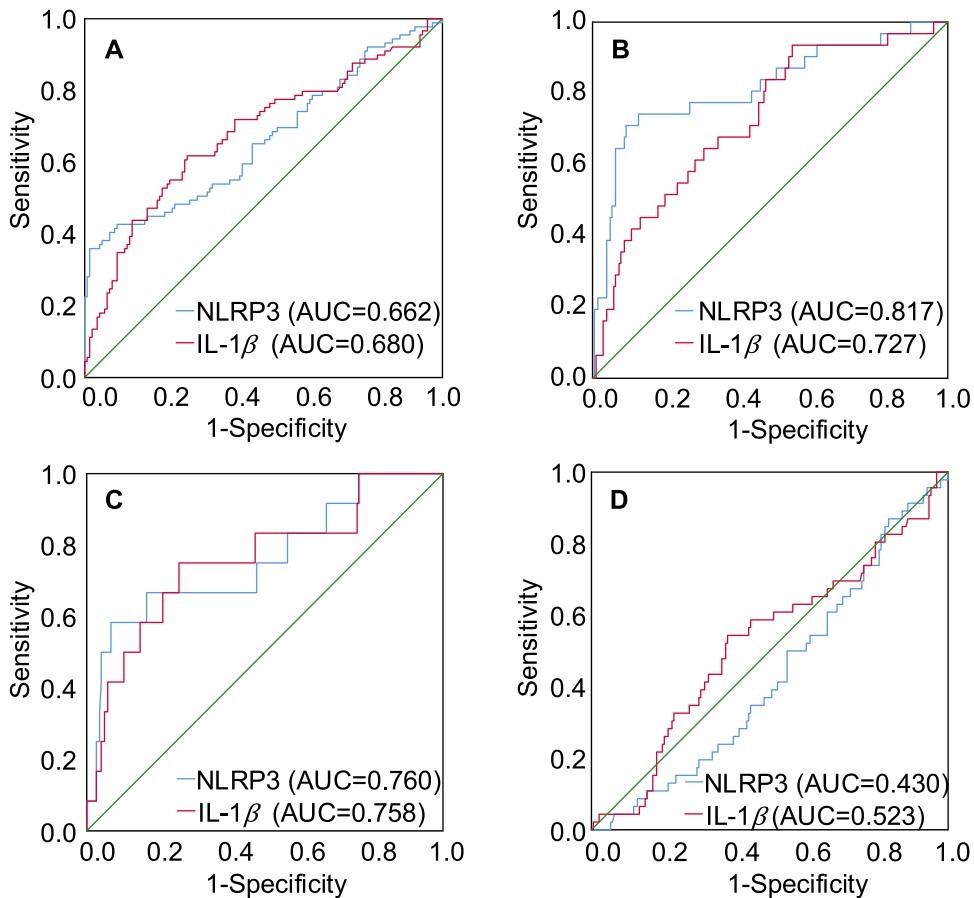 A
Sensitivity
1.0
0.8
0.6
0.4
0.2
0.0
NLRP3 (AUC=0.662)
IL-1β (AUC=0.680)
0.0 0.2 0.4 0.6 0.8 1.0
1-Specificity
B
Sensitivity
1.0
0.8
0.6
0.4
0.2
0.0
NLRP3 (AUC=0.817)
IL-1β (AUC=0.727)
0.0 0.2 0.4 0.6 0.8 1.0
1-Specificity
C
Sensitivity
1.0
0.8
0.6
0.4
0.2
0.0
NLRP3 (AUC=0.760)
IL-1β (AUC=0.758)
0.0 0.2 0.4 0.6 0.8 1.0
1-Specificity
D
Sensitivity
1.0
0.8
0.6
0.4
0.2
0.0
NLRP3 (AUC=0.430)
IL-1β(AUC=0.523)
0.0 0.2 0.4 0.6 0.8 1.0
1-Specificity